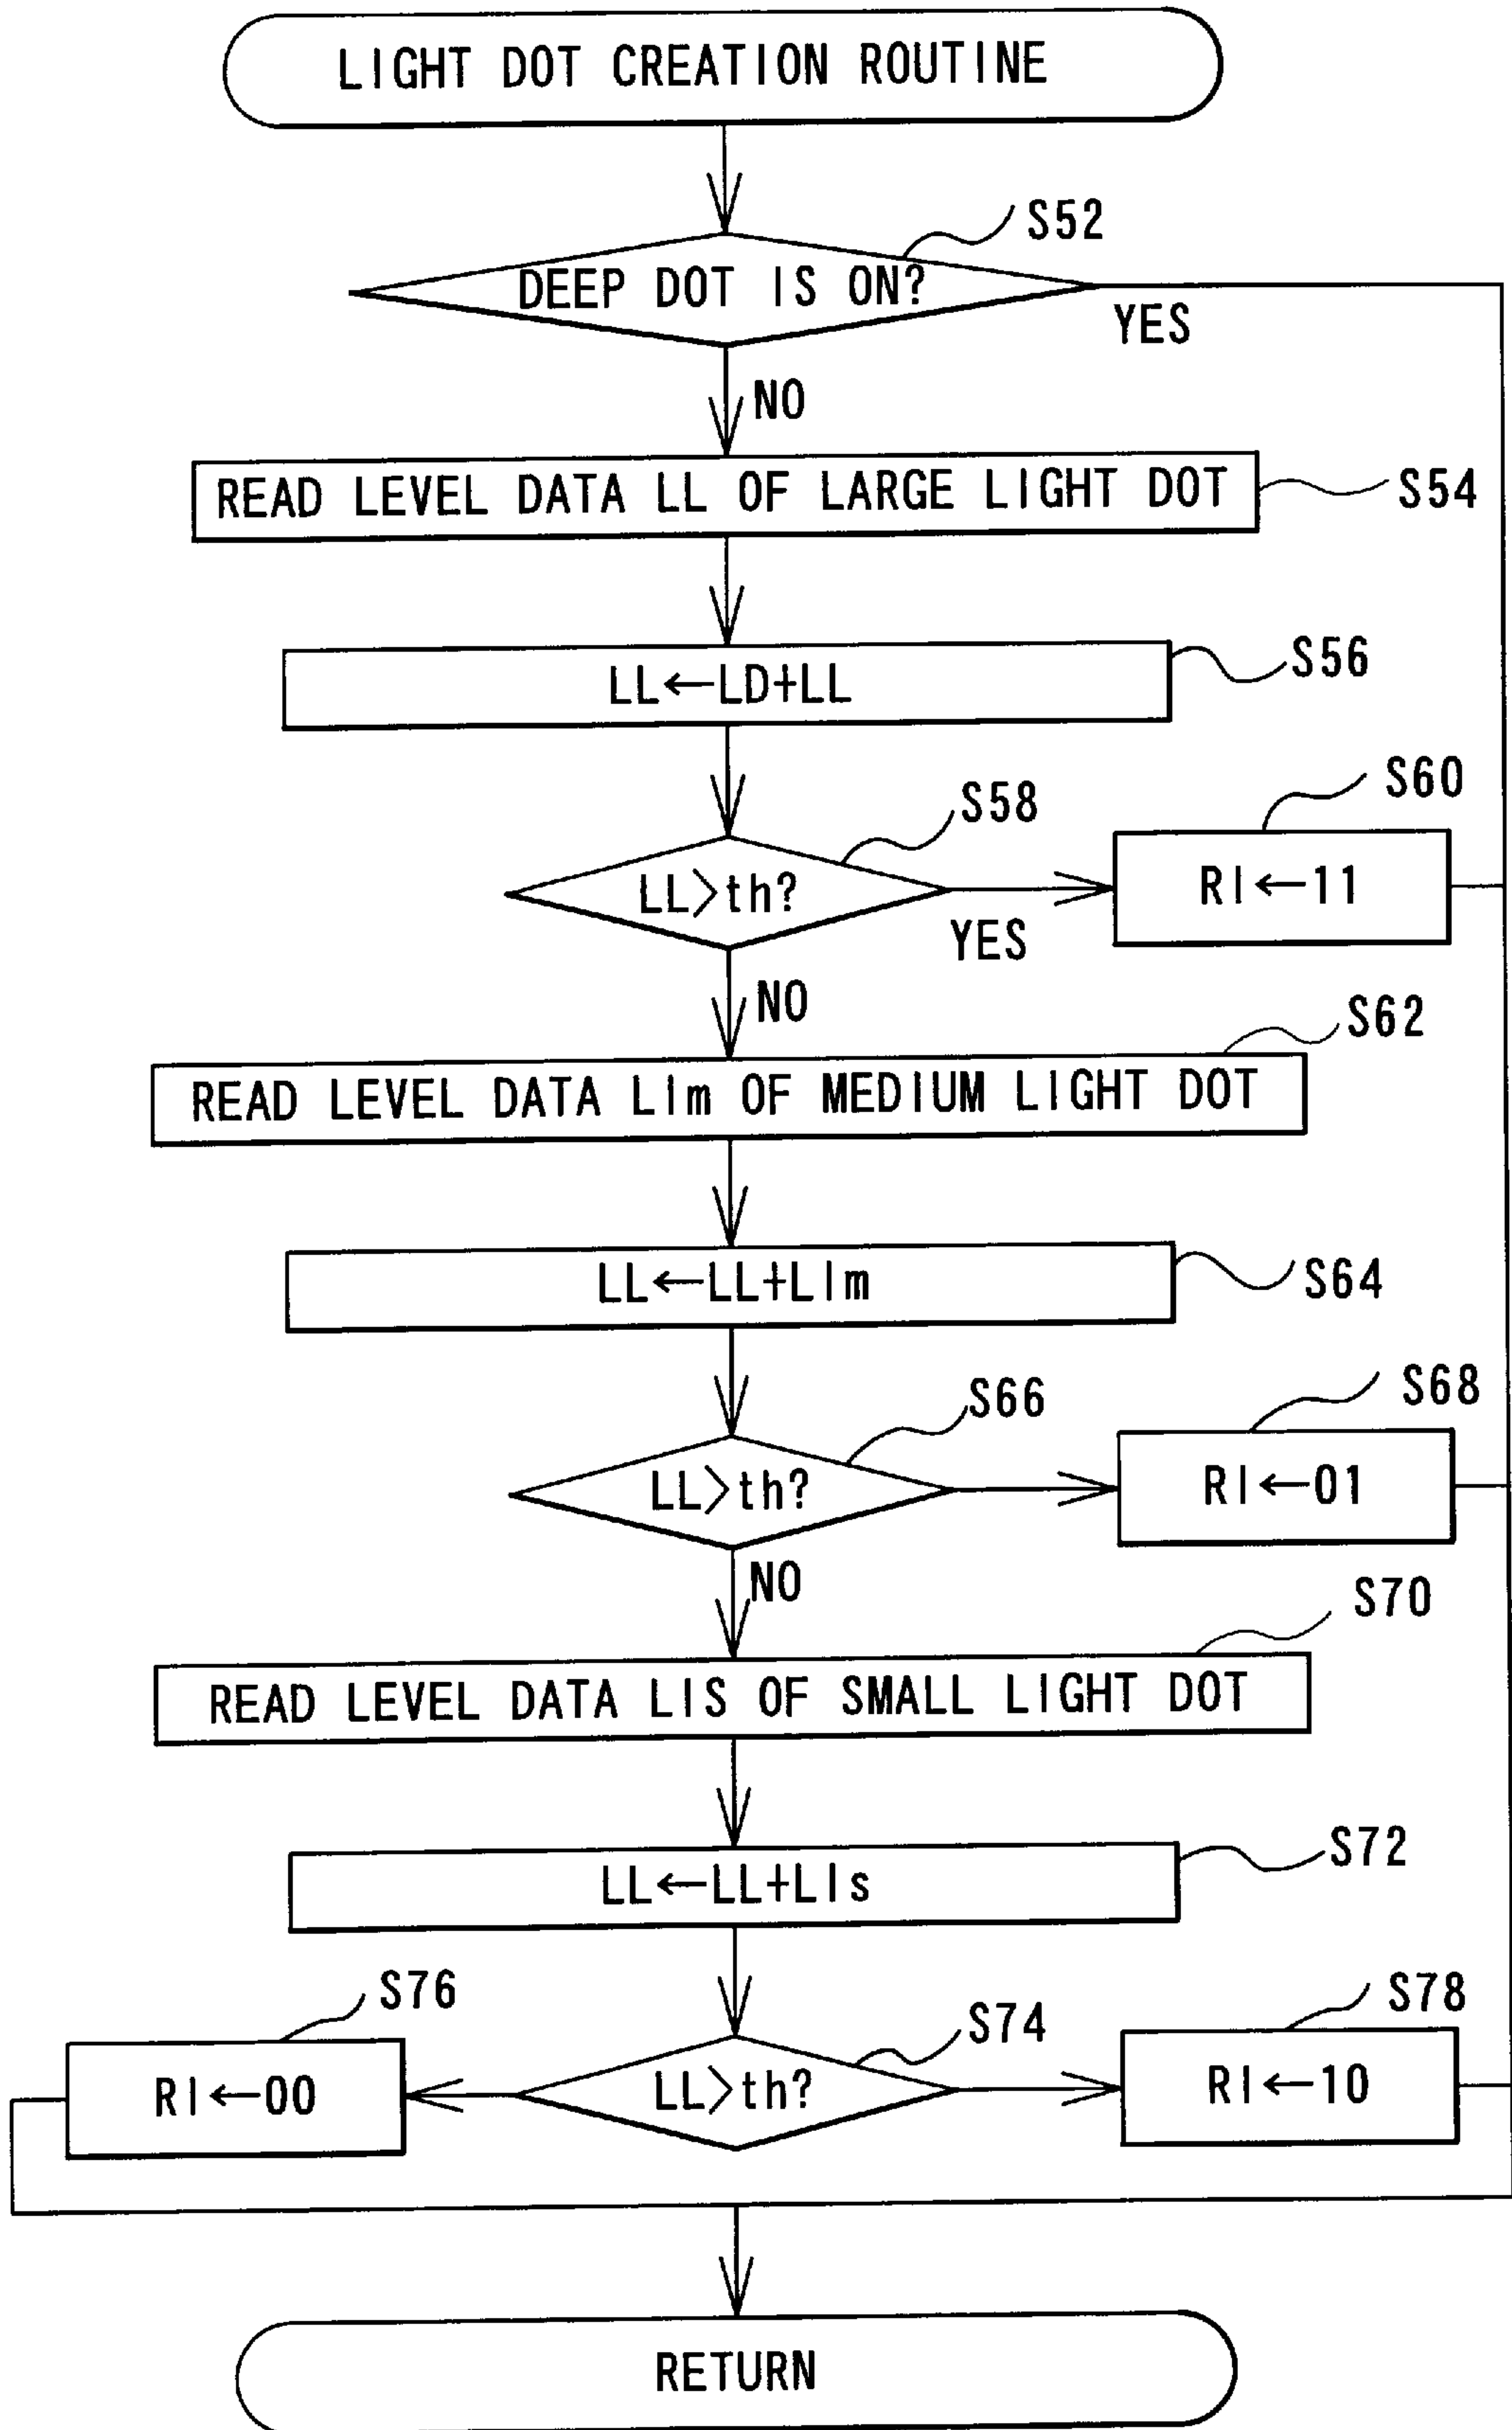 LIGHT DOT CREATION ROUTINE
S52
DEEP DOT IS ON?
YES
NO
READ LEVEL DATA LL OF LARGE LIGHT DOT
S54
LL←LD+LL
S56
S58
S60
LL>th?
YES
RI←11
NO
S62
READ LEVEL DATA LIm OF MEDIUM LIGHT DOT
LL←LL+LIm
S64
S66
S68
LL>th?
RI←01
NO
S70
READ LEVEL DATA LIS OF SMALL LIGHT DOT
LL←LL+LIs
S72
S76
S74
S78
RI←00
LL>th?
RI←10
RETURN